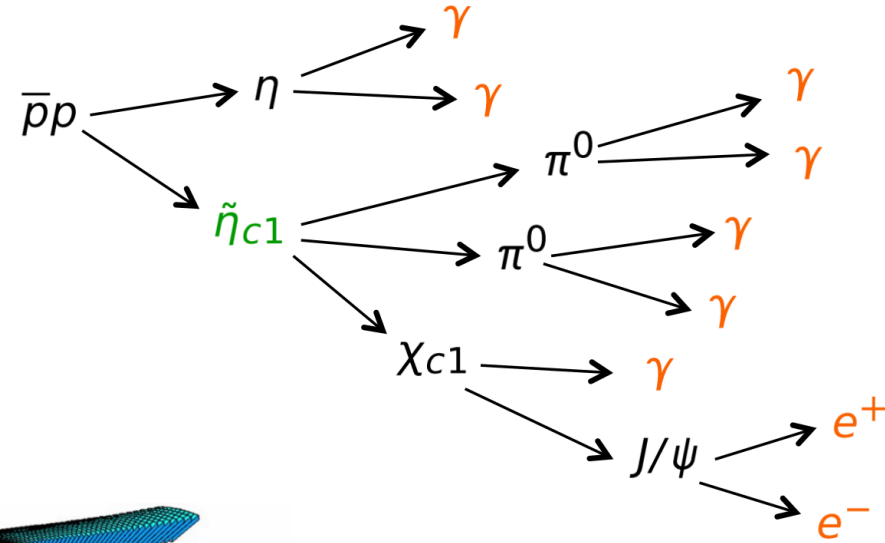 γ
p̅p η γ
γ
π⁰ γ
η̃c1 π⁰ γ
γ
χc1 γ
J/ψ e⁺
e⁻